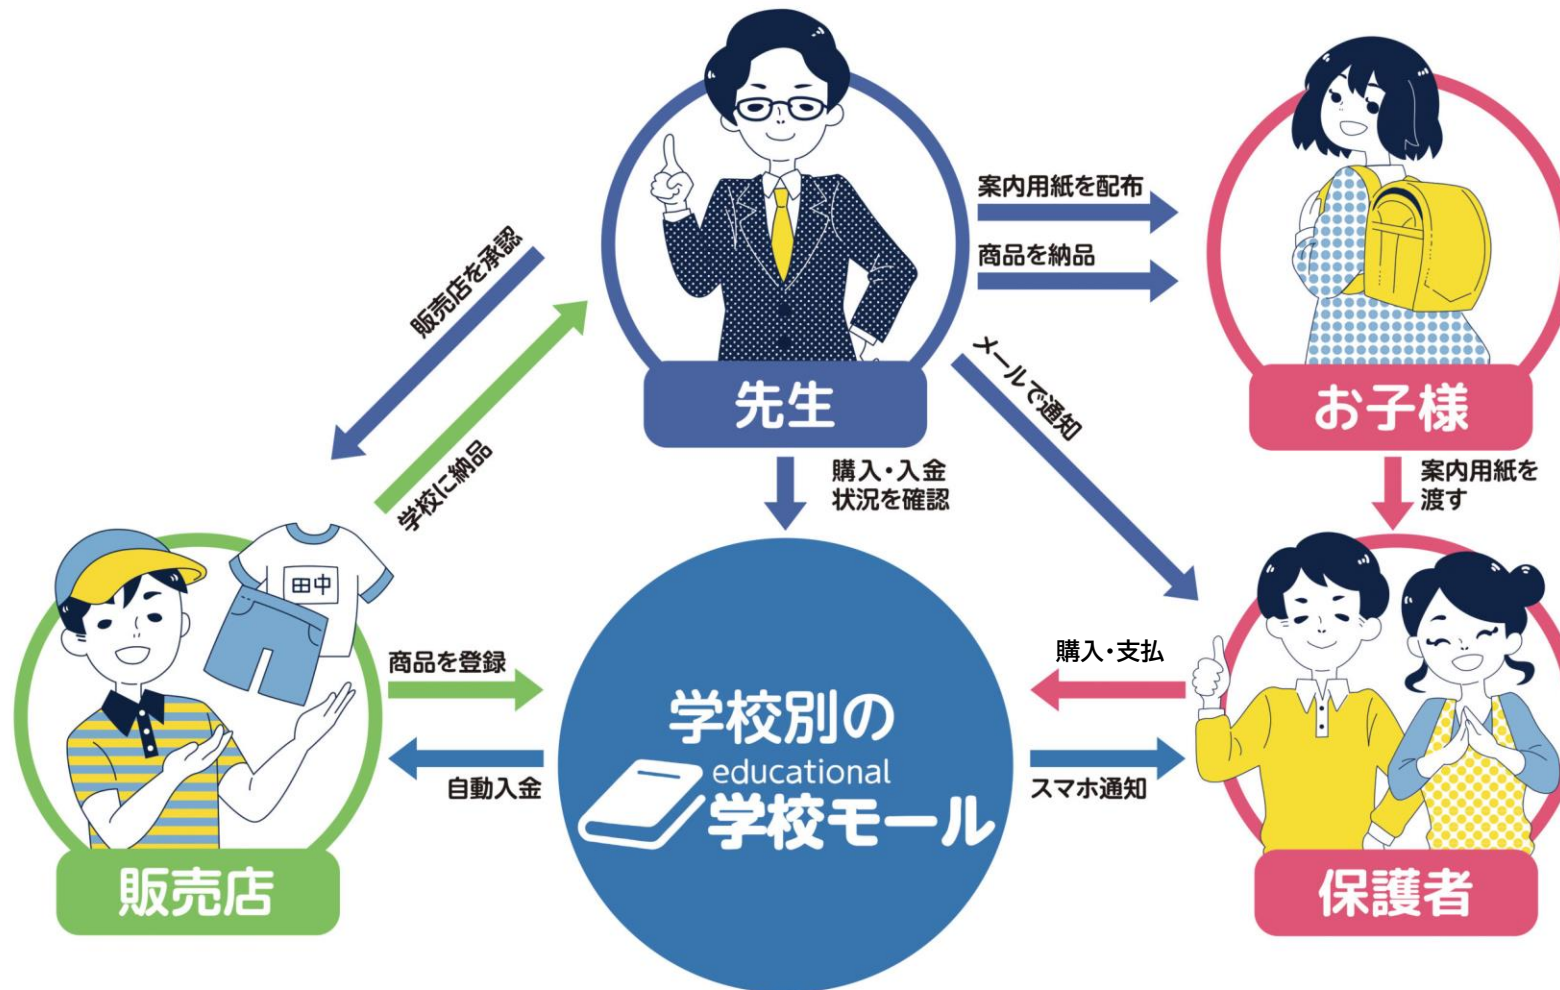 案内用紙を配布
商品を納品
販売店を承認
学校に納品
メールで通知
先生
お子様
購入・入金
状況を確認
案内用紙を
渡す
田中
商品を登録
自動入金
購入・支払
スマホ通知
学校別の
educational
学校モール
販売店
保護者